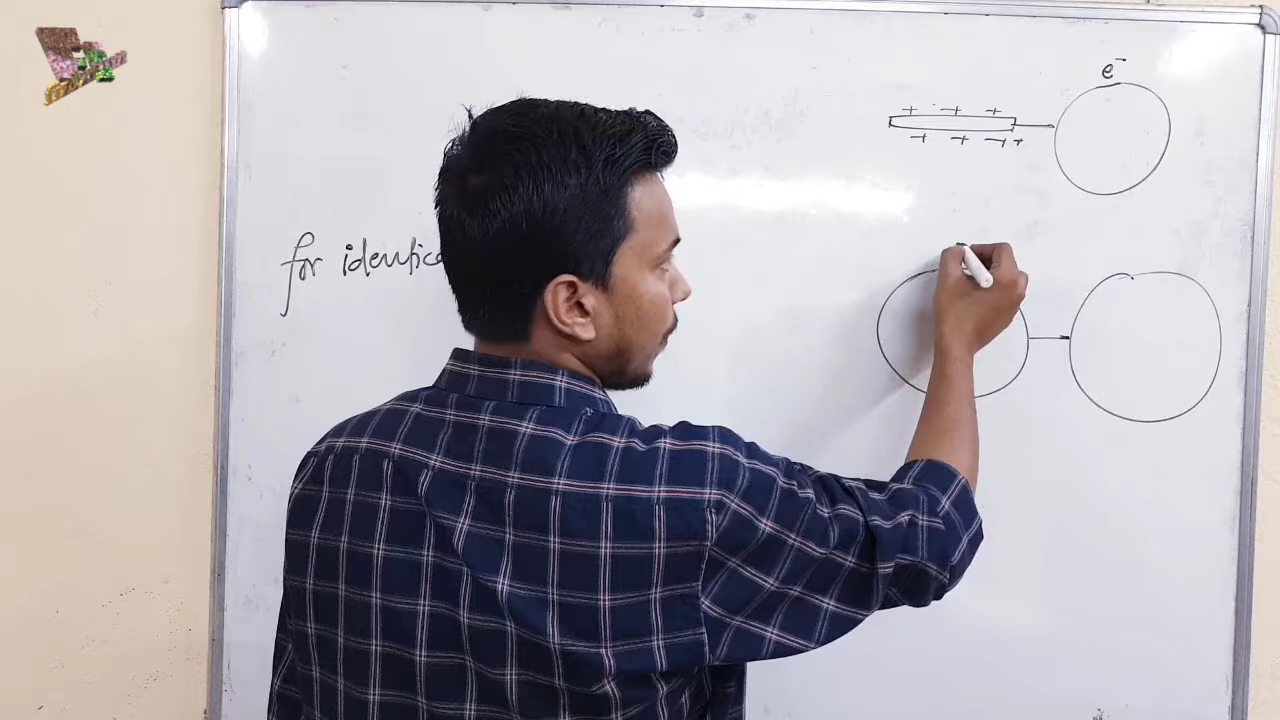 e⁻
+ + +
+ + + +
for identic